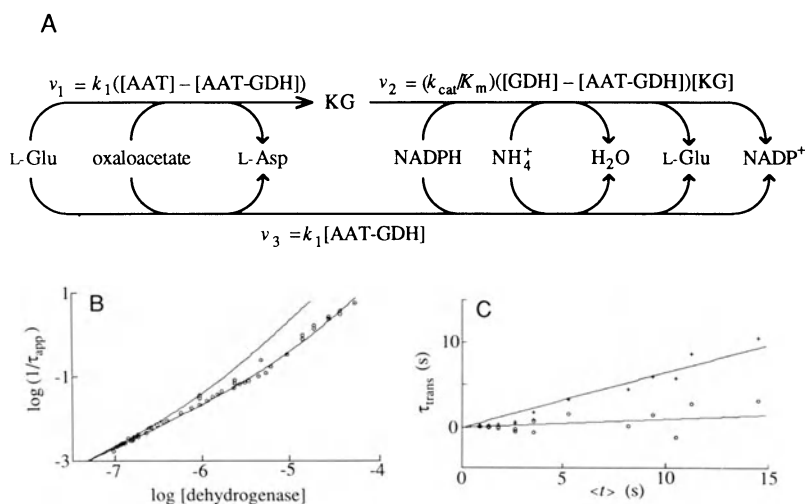 A
v₁ = k₁([AAT] – [AAT-GDH])
KG
v₂ = (k_cat/K_m)([GDH] – [AAT-GDH])[KG]
L-Glu
oxaloacetate
L-Asp
NADPH
NH₄⁺
H₂O
L-Glu
NADP⁺
v₃ = k₁[AAT-GDH]
B
1
-1
-3
log (1/τ_app)
-7
-6
-5
-4
log [dehydrogenase]
C
10
0
τ_trans (s)
0
5
10
15
<t> (s)